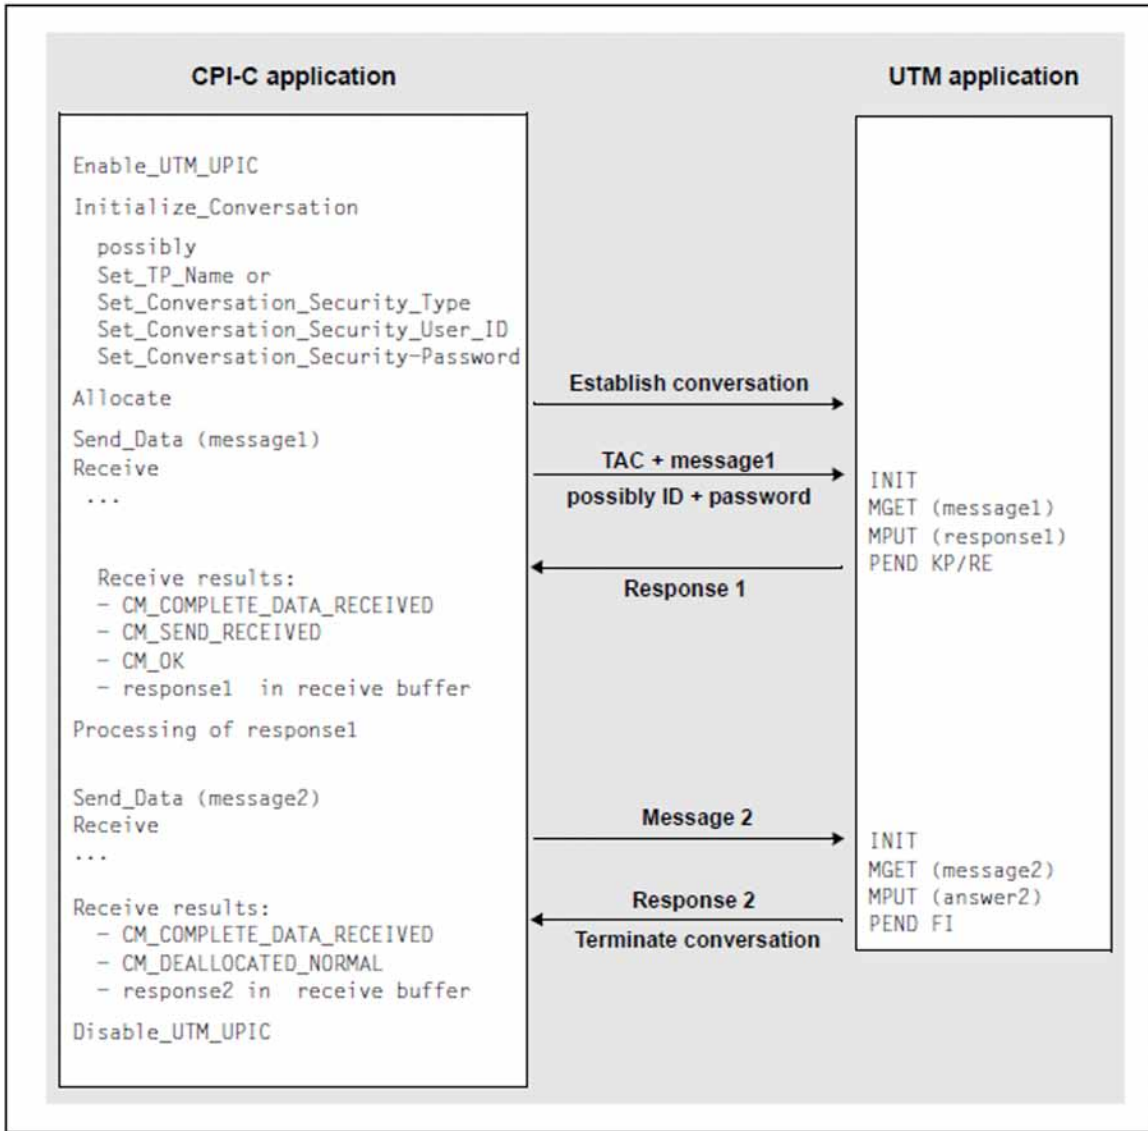 CPI-C application
UTM application
Enable_UTM_UPIC
Initialize_Conversation
possibly
Set_TP_Name or
Set_Conversation_Security_Type
Set_Conversation_Security_User_ID
Set_Conversation_Security-Password
Allocate
Establish conversation
Send_Data (message1)
Receive
...
TAC + message1
possibly ID + password
INIT
MGET (message1)
MPUT (response1)
PEND KP/RE
Response 1
Receive results:
- CM_COMPLETE_DATA_RECEIVED
- CM_SEND_RECEIVED
- CM_OK
- response1 in receive buffer
Processing of response1
Send_Data (message2)
Receive
...
Message 2
INIT
MGET (message2)
MPUT (answer2)
PEND FI
Response 2
Terminate conversation
Receive results:
- CM_COMPLETE_DATA_RECEIVED
- CM_DEALLOCATED_NORMAL
- response2 in receive buffer
Disable_UTM_UPIC